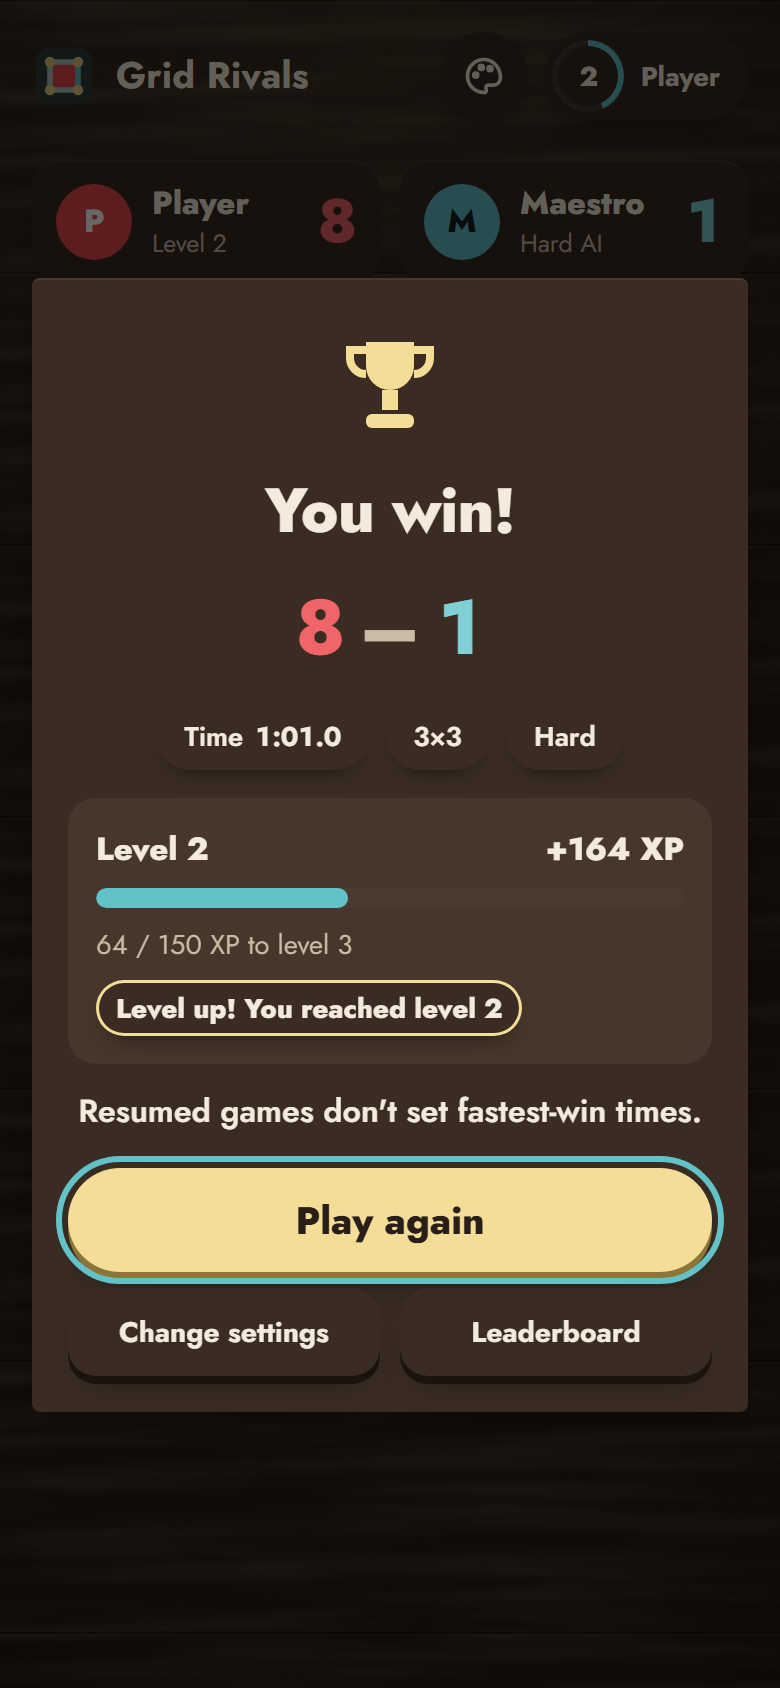 Grid Rivals
2 Player
P Player 8 M Maestro 1
Level 2 Hard AI
You win!
8 – 1
Time 1:01.0 3×3 Hard
Level 2 +164 XP
64 / 150 XP to level 3
Level up! You reached level 2
Resumed games don't set fastest-win times.
Play again
Change settings Leaderboard